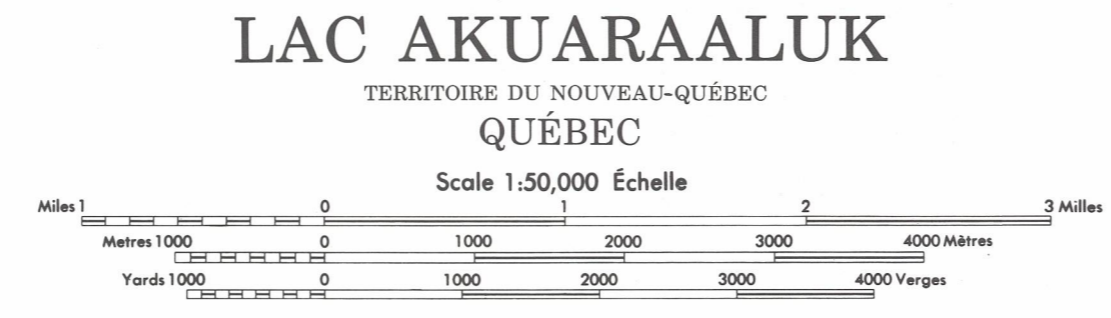 LAC AKUARAALUK
TERRITOIRE DU NOUVEAU-QUÉBEC
QUÉBEC
Scale 1:50,000 Échelle
Miles 1 0 1 2 3 Milles
Metres 1000 0 1000 2000 3000 4000 Mètres
Yards 1000 0 1000 2000 3000 4000 Verges